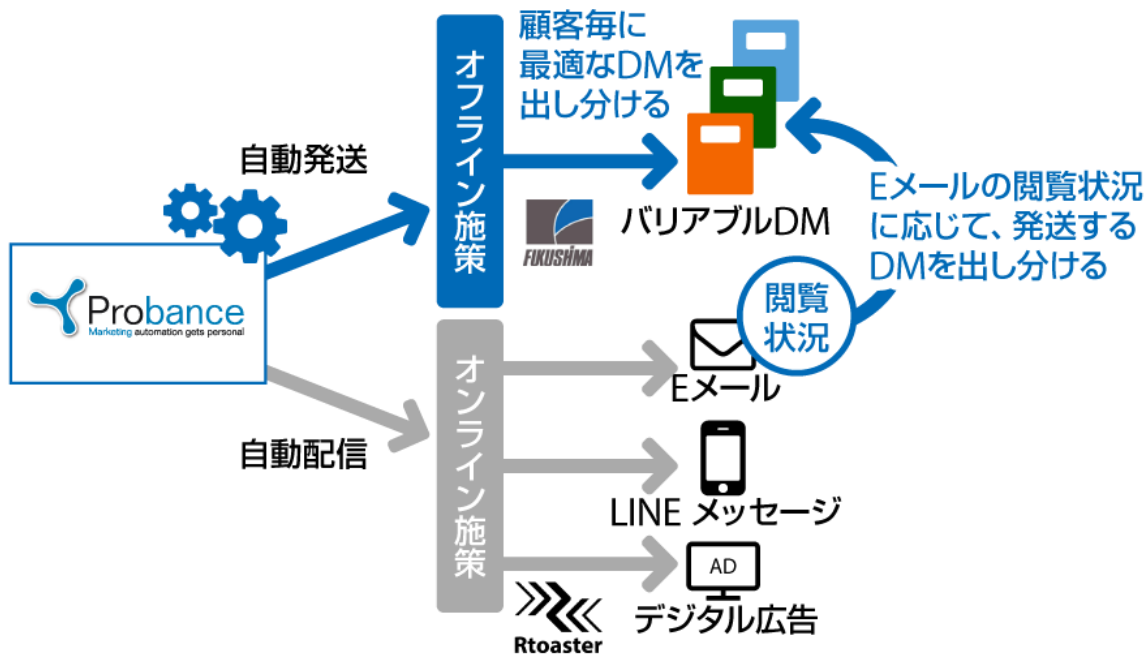 顧客毎に
最適なDMを
出し分ける
オフライン施策
自動発送
Eメールの閲覧状況
に応じて、発送する
DMを出し分ける
バリアブルDM
FUKUSHIMA
閲覧
状況
Probance
Marketing automation gets personal
Eメール
オンライン施策
自動配信
LINE メッセージ
AD
デジタル広告
Rtoaster